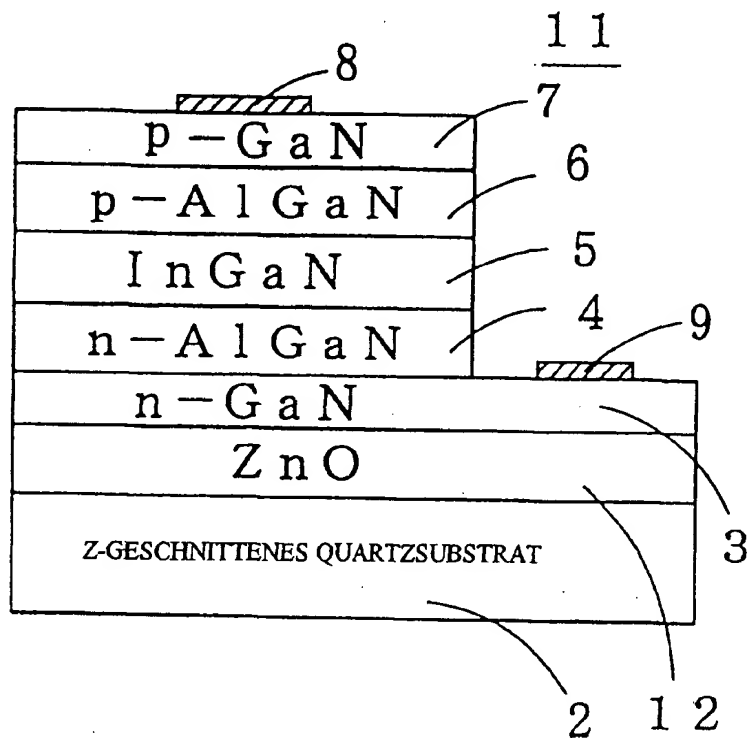 11
8
p-GaN
7
p-AlGaN
6
InGaN
5
n-AlGaN
4
9
n-GaN
ZnO
3
Z-GESCHNITTENES QUARTZSUBSTRAT
2
12